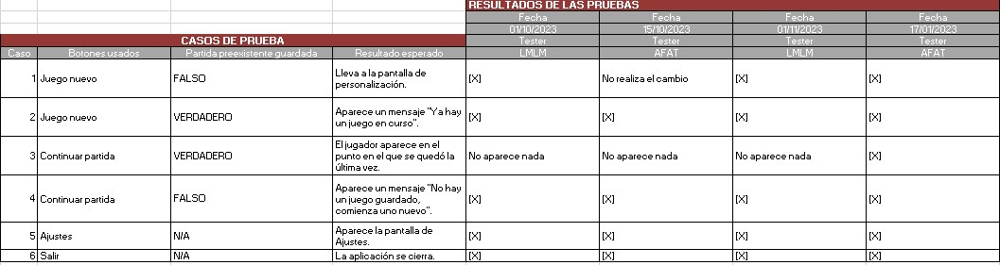 RESULTADOS DE LAS PRUEBAS
Fecha Fecha Fecha Fecha
01/10/2023 15/10/2023 01/11/2023 17/01/2023
CASOS DE PRUEBA Tester Tester Tester Tester
Caso Botones usados Partida preexistente guardada Resultado esperado LMLM AFAT LMLM AFAT
1 Juego nuevo FALSO Lleva a la pantalla de personalización. [X] No realiza el cambio [X] [X]
2 Juego nuevo VERDADERO Aparece un mensaje "Ya hay un juego en curso". [X] [X] [X] [X]
3 Continuar partida VERDADERO El jugador aparece en el punto en el que se quedó la última vez. No aparece nada No aparece nada No aparece nada [X]
4 Continuar partida FALSO Aparece un mensaje "No hay un juego guardado, comienza uno nuevo". [X] [X] [X] [X]
5 Ajustes N/A Aparece la pantalla de Ajustes. [X] [X] [X] [X]
6 Salir N/A La aplicación se cierra. [X] [X] [X] [X]